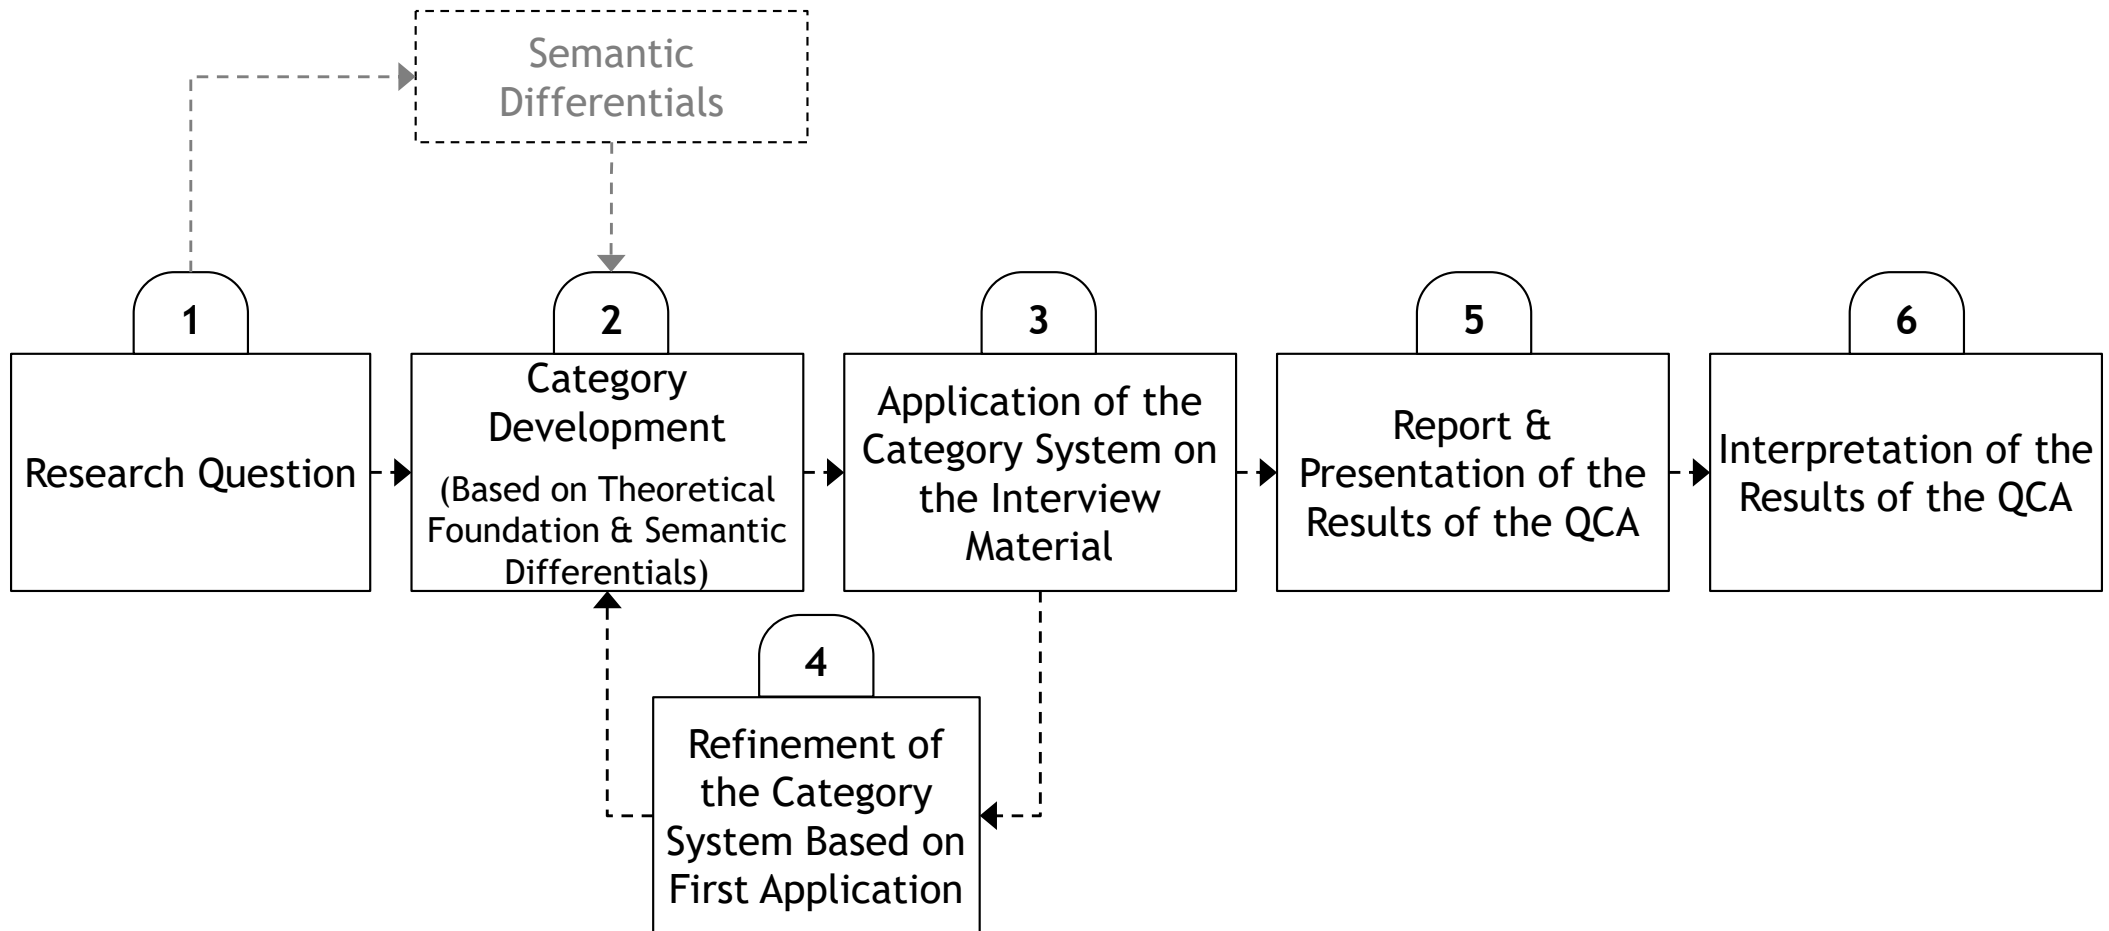 Semantic
Differentials
1
Research Question
2
Category
Development
(Based on Theoretical
Foundation & Semantic
Differentials)
3
Application of the
Category System on
the Interview
Material
4
Refinement of
the Category
System Based on
First Application
5
Report &
Presentation of the
Results of the QCA
6
Interpretation of the
Results of the QCA